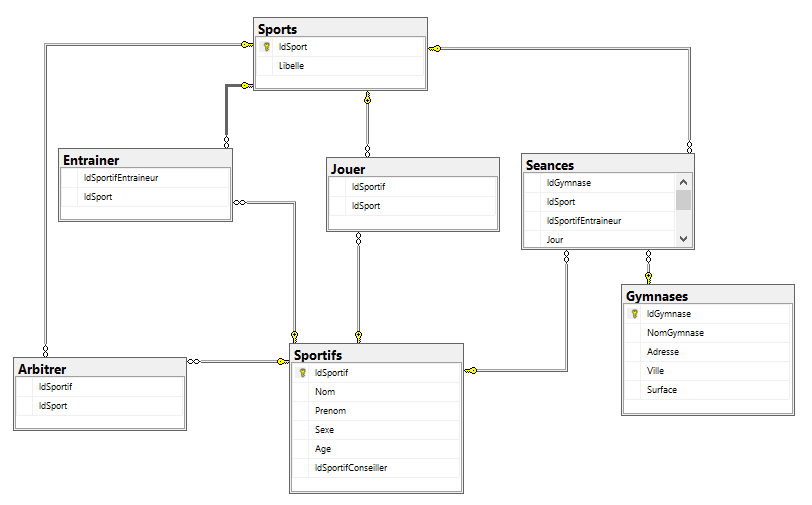 Sports
IdSport
Libelle
Entrainer
IdSportifEntraineur
IdSport
Jouer
IdSportif
IdSport
Seances
IdGymnase
IdSport
IdSportifEntraineur
Jour
Gymnases
IdGymnase
NomGymnase
Adresse
Ville
Surface
Arbitrer
IdSportif
IdSport
Sportifs
IdSportif
Nom
Prenom
Sexe
Age
IdSportifConseiller